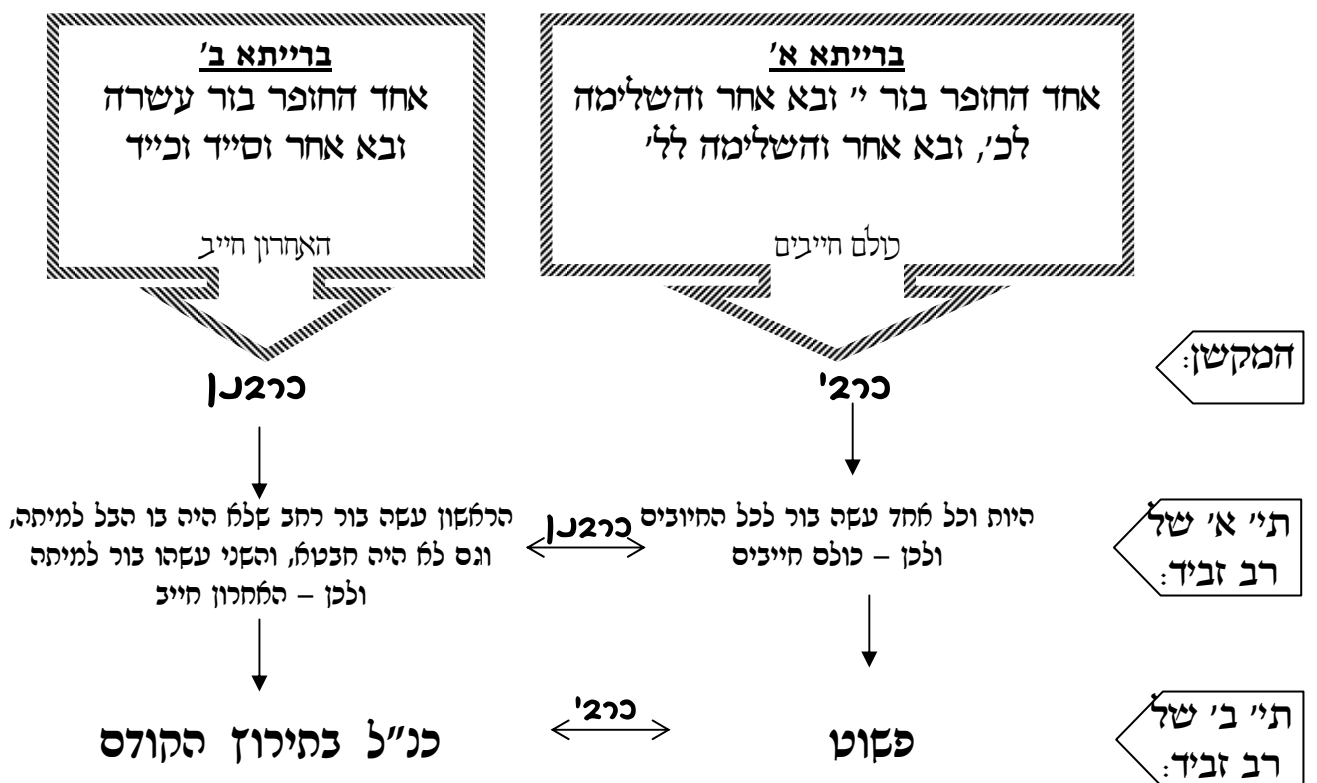 ברייתא א'
אחד החופר בור י' ובא אחר והשלימה
לכ', ובא אחר והשלימה לל'
כולם חייבים
ברייתא ב'
אחד החופר בור עשרה
ובא אחר וסייד וכייד
האחרון חייב
המקשן:
כרבי
כרבנן
תי' א' של
רב זביד:
היות וכל אחד עשה בור לכל החיובים
ולכן – כולם חייבים
כרבנן
הראשון עשה בור רחב שלא היה בו הבל למיתה,
וגם לא היה חבטא, והשני עשהו בור למיתה
ולכן – האחרון חייב
תי' ב' של
רב זביד:
פשוט
כרבי
כנ"ל בתירוץ הקודם